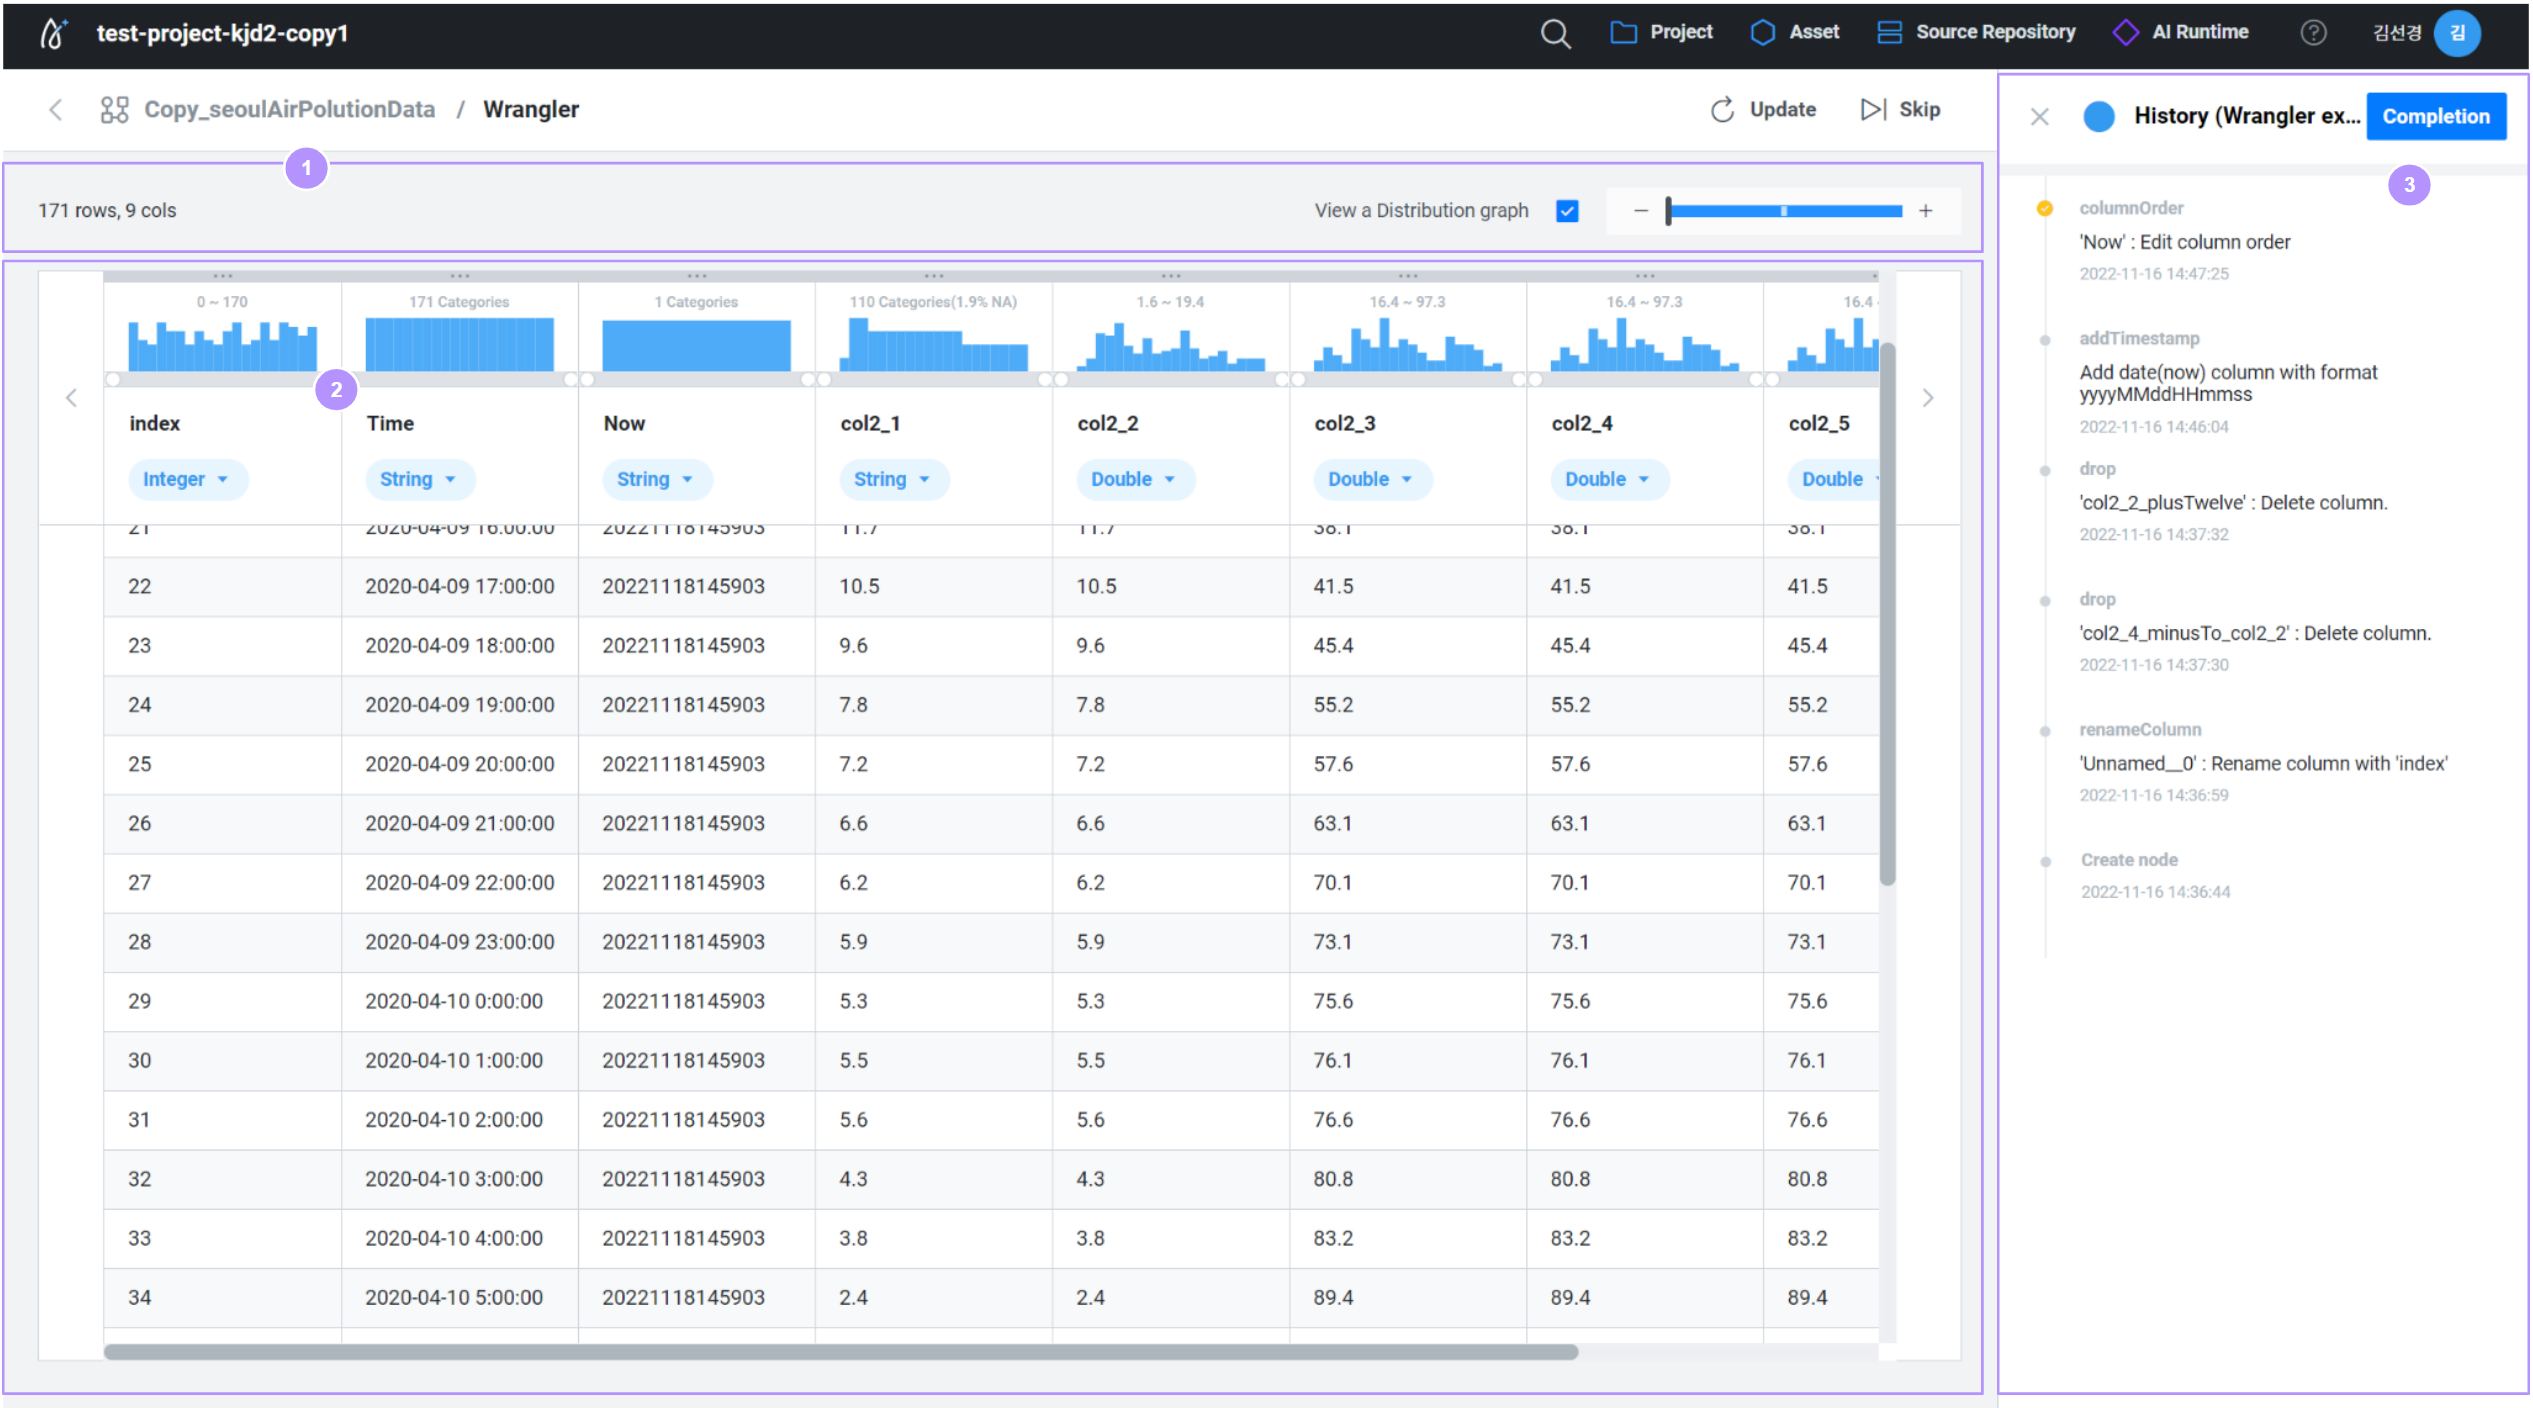 test-project-kjd2-copy1
Project
Asset
Source Repository
AI Runtime
?
김선경
김
Copy_seoulAirPolutionData / Wrangler
Update
Skip
1
171 rows, 9 cols
View a Distribution graph
− +
2
0 ~ 170 171 Categories 1 Categories 110 Categories(1.9% NA) 1.6 ~ 19.4 16.4 ~ 97.3 16.4 ~ 97.3 16.4
index Time Now col2_1 col2_2 col2_3 col2_4 col2_5
Integer String String String Double Double Double Double
21 2020-04-09 16:00:00 20221118145903 11.7 11.7 38.1 38.1 38.1
22 2020-04-09 17:00:00 20221118145903 10.5 10.5 41.5 41.5 41.5
23 2020-04-09 18:00:00 20221118145903 9.6 9.6 45.4 45.4 45.4
24 2020-04-09 19:00:00 20221118145903 7.8 7.8 55.2 55.2 55.2
25 2020-04-09 20:00:00 20221118145903 7.2 7.2 57.6 57.6 57.6
26 2020-04-09 21:00:00 20221118145903 6.6 6.6 63.1 63.1 63.1
27 2020-04-09 22:00:00 20221118145903 6.2 6.2 70.1 70.1 70.1
28 2020-04-09 23:00:00 20221118145903 5.9 5.9 73.1 73.1 73.1
29 2020-04-10 0:00:00 20221118145903 5.3 5.3 75.6 75.6 75.6
30 2020-04-10 1:00:00 20221118145903 5.5 5.5 76.1 76.1 76.1
31 2020-04-10 2:00:00 20221118145903 5.6 5.6 76.6 76.6 76.6
32 2020-04-10 3:00:00 20221118145903 4.3 4.3 80.8 80.8 80.8
33 2020-04-10 4:00:00 20221118145903 3.8 3.8 83.2 83.2 83.2
34 2020-04-10 5:00:00 20221118145903 2.4 2.4 89.4 89.4 89.4
History (Wrangler ex...
Completion
3
columnOrder
'Now' : Edit column order
2022-11-16 14:47:25
addTimestamp
Add date(now) column with format
yyyyMMddHHmmss
2022-11-16 14:46:04
drop
'col2_2_plusTwelve' : Delete column.
2022-11-16 14:37:32
drop
'col2_4_minusTo_col2_2' : Delete column.
2022-11-16 14:37:30
renameColumn
'Unnamed__0' : Rename column with 'index'
2022-11-16 14:36:59
Create node
2022-11-16 14:36:44